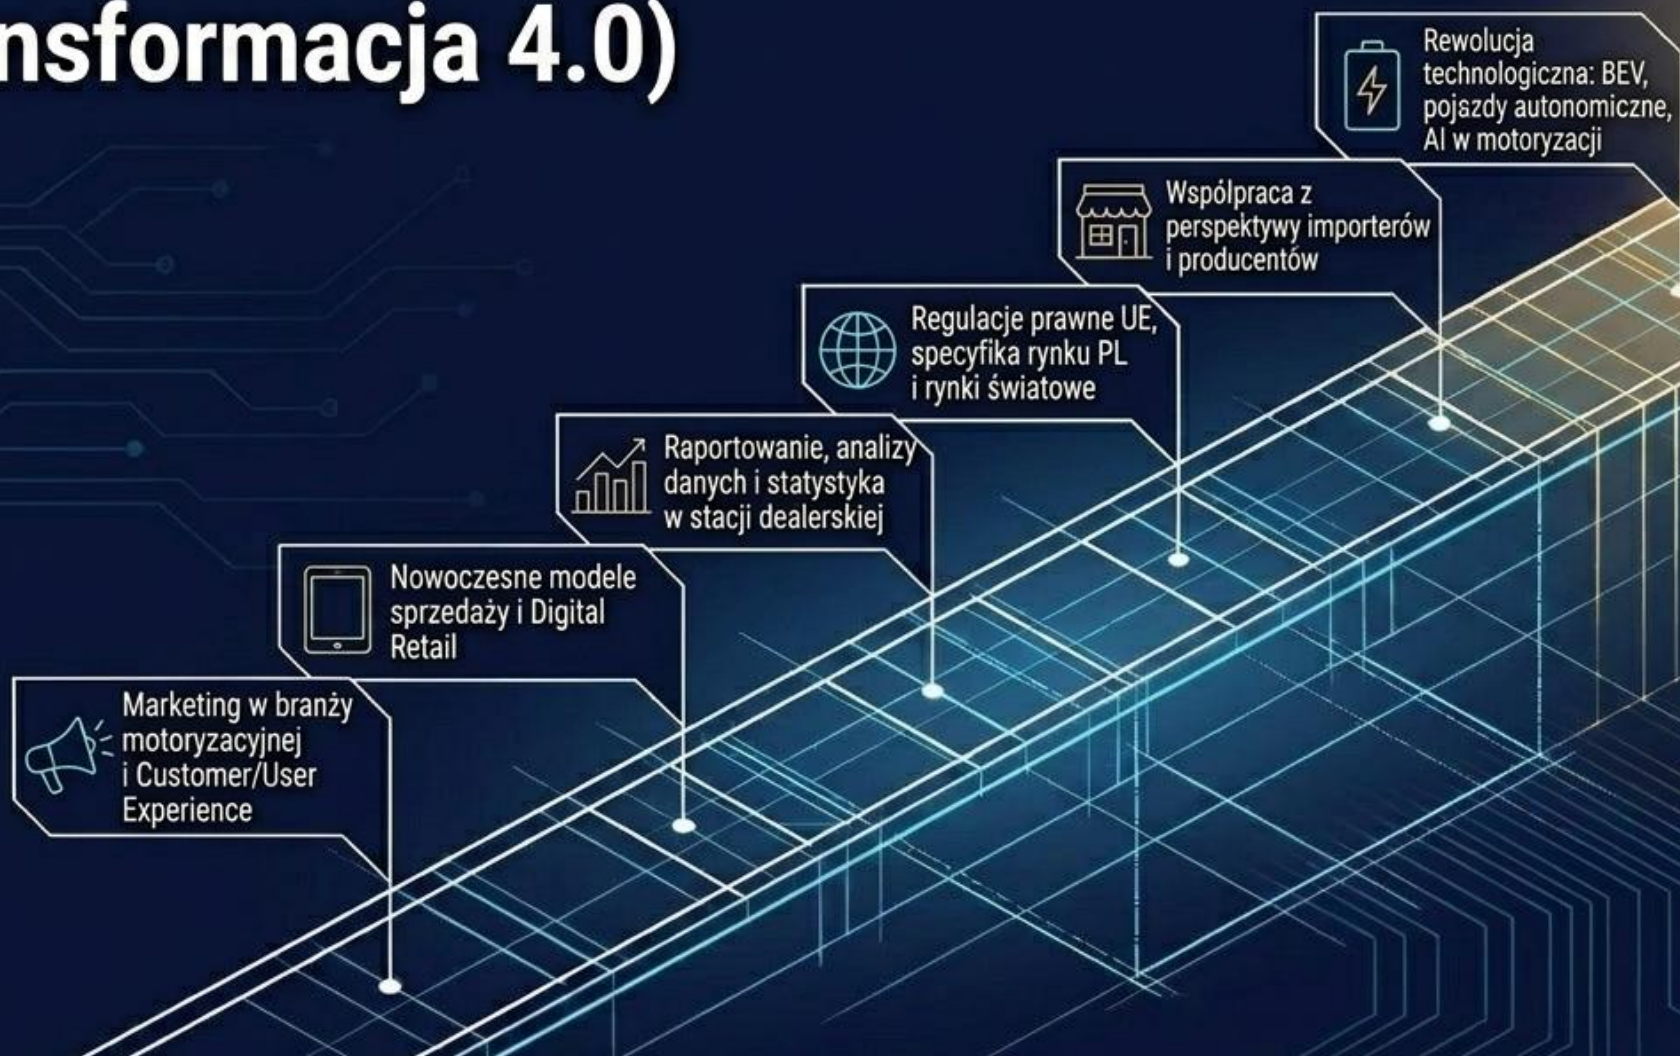 nsformacja 4.0)
Rewolucja
technologiczna: BEV,
pojazdy autonomiczne,
AI w motoryzacji
Wspólpraca z
perspektywy importerów
i producentów
Regulacje prawne UE,
specyfika rynku PL
i rynki światowe
Raportowanie, analizy
danych i statystyka
w stacji dealerskiej
Nowoczesne modele
sprzedaży i Digital
Retail
Marketing w branży
motoryzacyjnej
i Customer/User
Experience